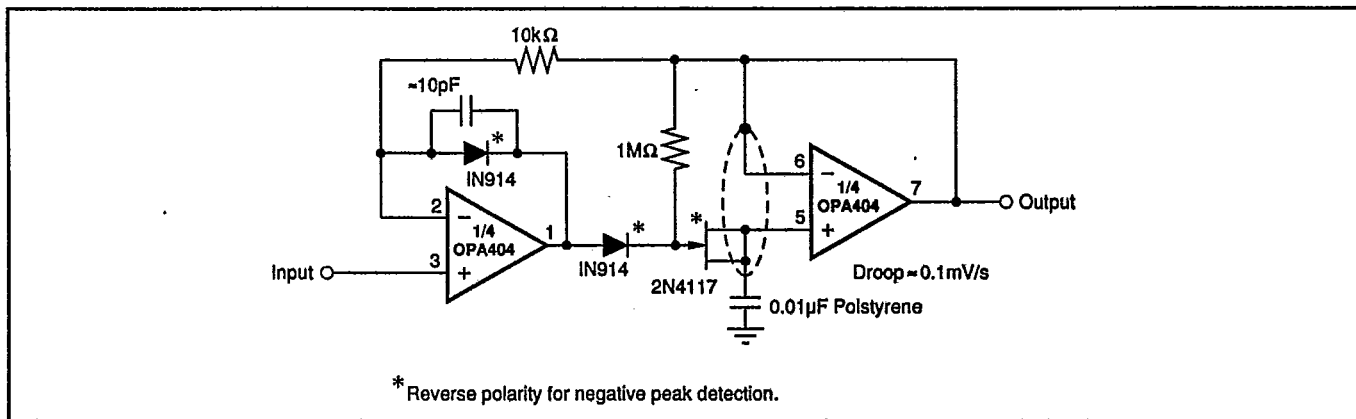 10kΩ
≈10pF
*
IN914
1MΩ
2
−
1/4
OPA404
1
3
+
Input
*
IN914
*
2N4117
6
−
1/4
OPA404
7
5
+
Output
Droop ≈ 0.1mV/s
0.01µF Polstyrene
*Reverse polarity for negative peak detection.